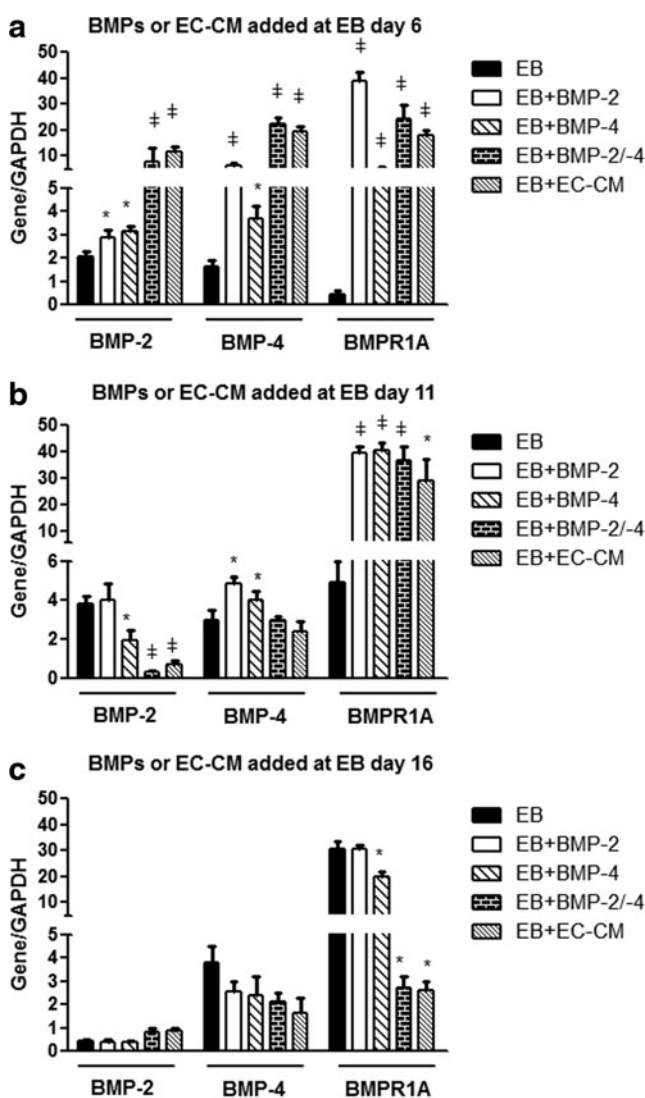 a
BMPs or EC-CM added at EB day 6
Gene/GAPDH
50
40
30
20
10
5
4
3
2
1
0
* * ‡ ‡
‡ * ‡ ‡
‡ ‡ ‡ ‡
BMP-2 BMP-4 BMPR1A
EB
EB+BMP-2
EB+BMP-4
EB+BMP-2/-4
EB+EC-CM
b
BMPs or EC-CM added at EB day 11
Gene/GAPDH
50
40
30
20
10
6
4
2
0
* ‡ ‡
* *
‡ ‡ ‡ *
BMP-2 BMP-4 BMPR1A
EB
EB+BMP-2
EB+BMP-4
EB+BMP-2/-4
EB+EC-CM
c
BMPs or EC-CM added at EB day 16
Gene/GAPDH
50
40
30
20
10
5
4
3
2
1
0
* * *
BMP-2 BMP-4 BMPR1A
EB
EB+BMP-2
EB+BMP-4
EB+BMP-2/-4
EB+EC-CM